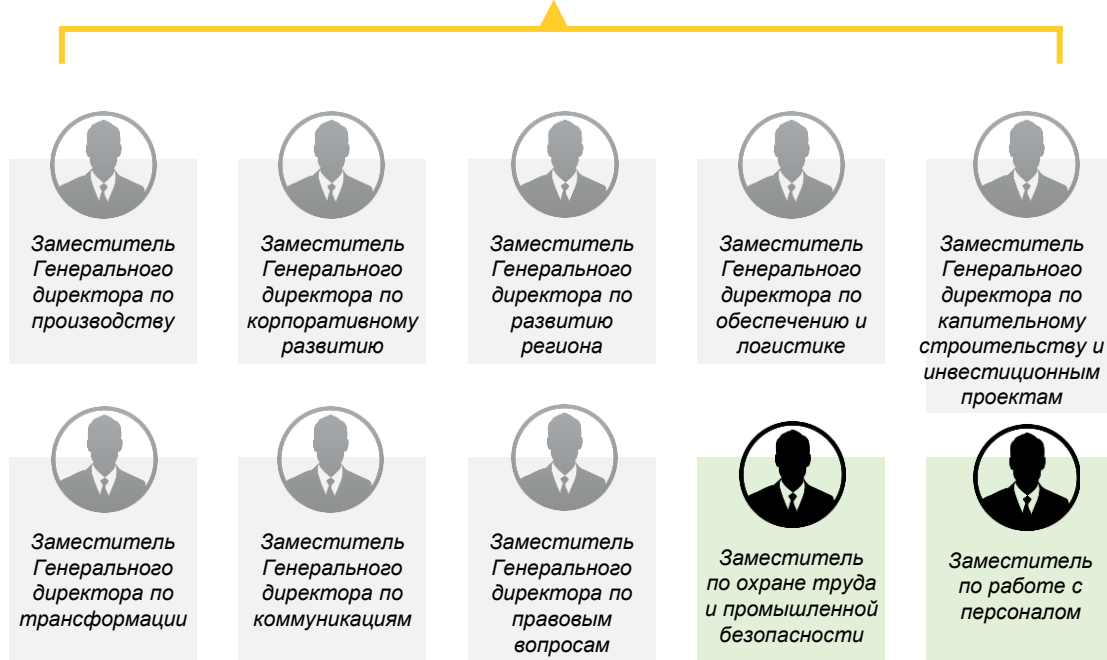 Заместитель
Генерального
директора по
производству
Заместитель
Генерального
директора по
корпоративному
развитию
Заместитель
Генерального
директора по
развитию
региона
Заместитель
Генерального
директора по
обеспечению и
логистике
Заместитель
Генерального
директора по
капительному
строительству и
инвестиционным
проектам
Заместитель
Генерального
директора по
трансформации
Заместитель
Генерального
директора по
коммуникациям
Заместитель
Генерального
директора по
правовым
вопросам
Заместитель
по охране труда
и промышленной
безопасности
Заместитель
по работе с
персоналом